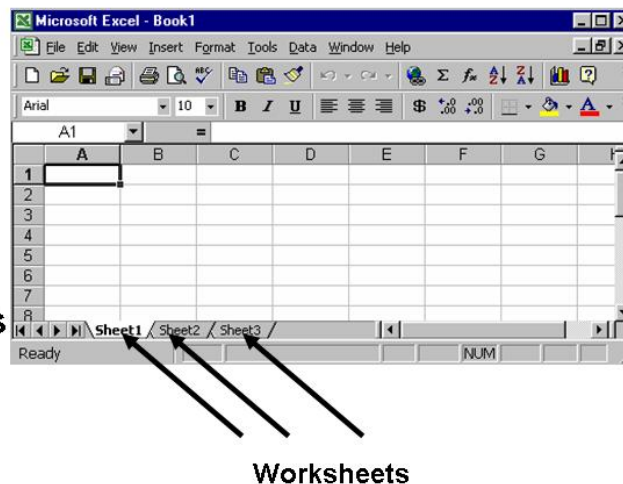 Microsoft Excel - Book1
File Edit View Insert Format Tools Data Window Help
Arial 10 B I U $
A1 =
A B C D E F G
1
2
3
4
5
6
7
8
s Sheet1 Sheet2 Sheet3
Ready NUM
Worksheets